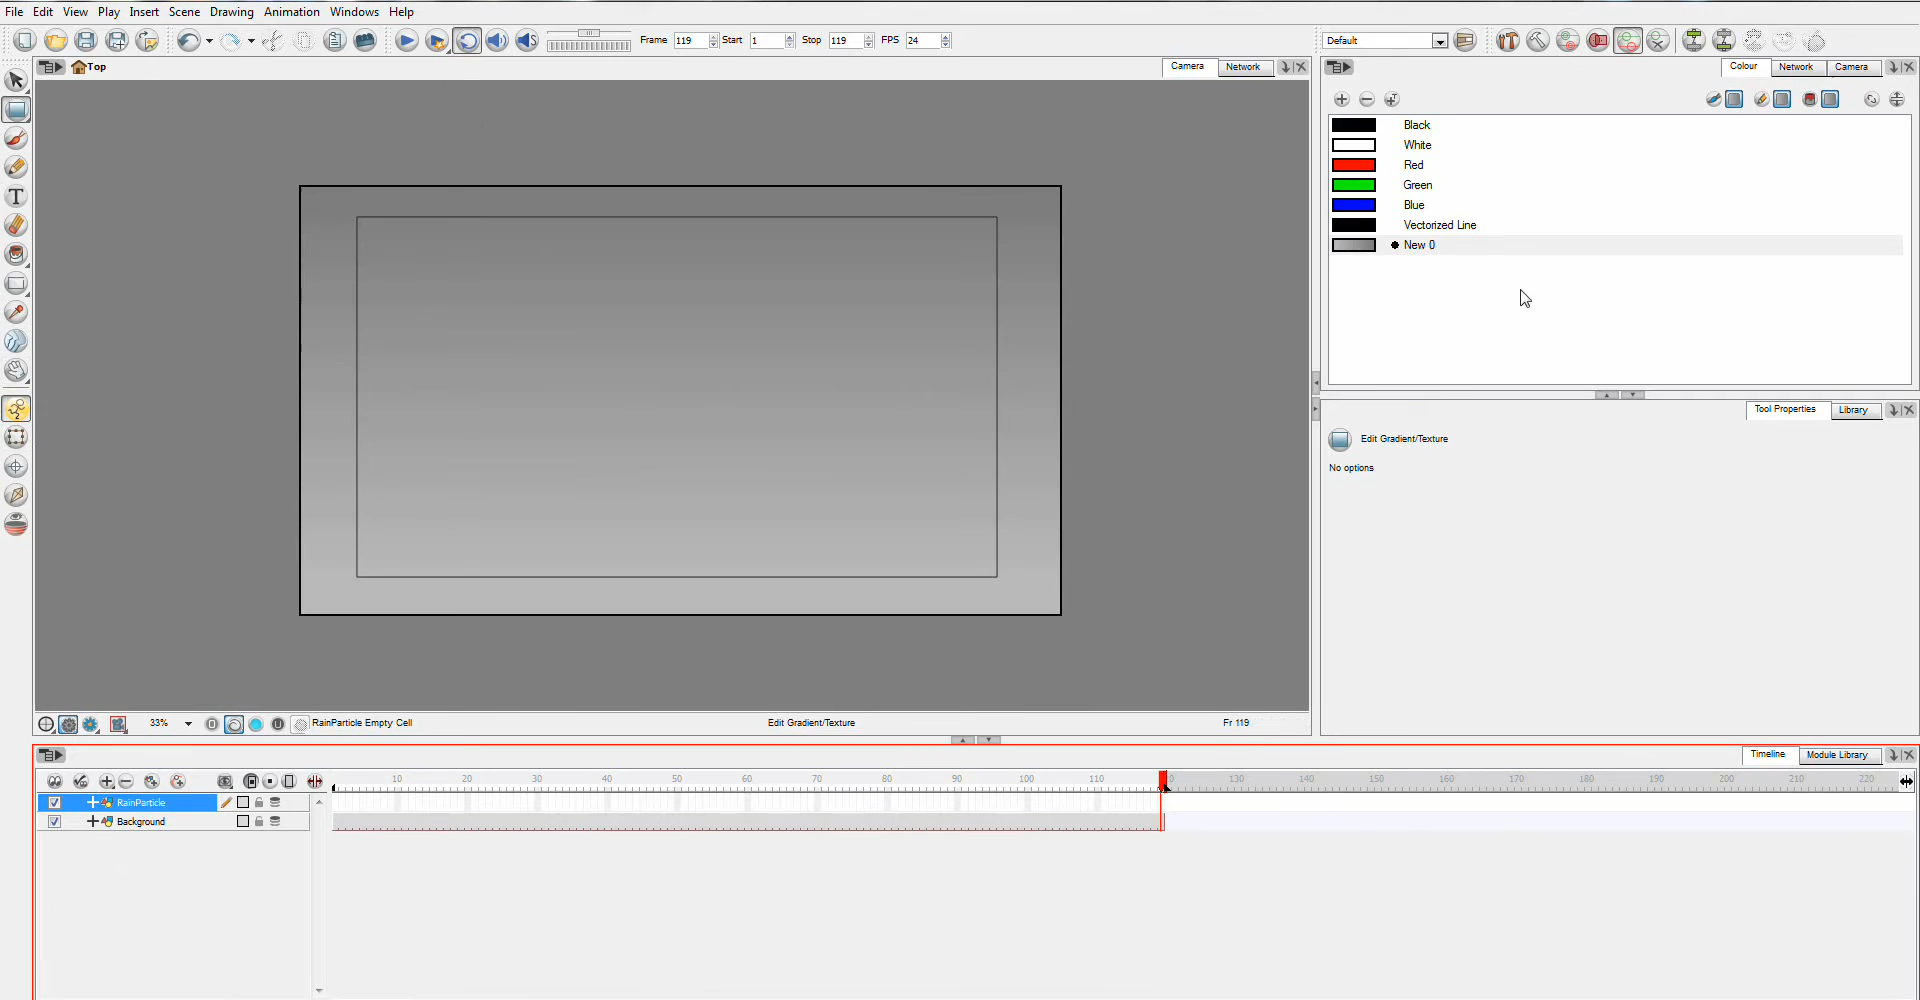 File Edit View Play Insert Scene Drawing Animation Windows Help
Frame 119 Start 1 Stop 119 FPS 24 Default
Top Camera Network
Colour Network Camera
Black
White
Red
Green
Blue
Vectorized Line
New 0
Tool Properties Library
Edit Gradient/Texture
No options
33% RainParticle Empty Cell Edit Gradient/Texture Fr 119
Timeline Module Library
10 20 30 40 50 60 70 80 90 100 110 0 130 140 150 160 170 180 190 200 210 220
RainParticle
Background